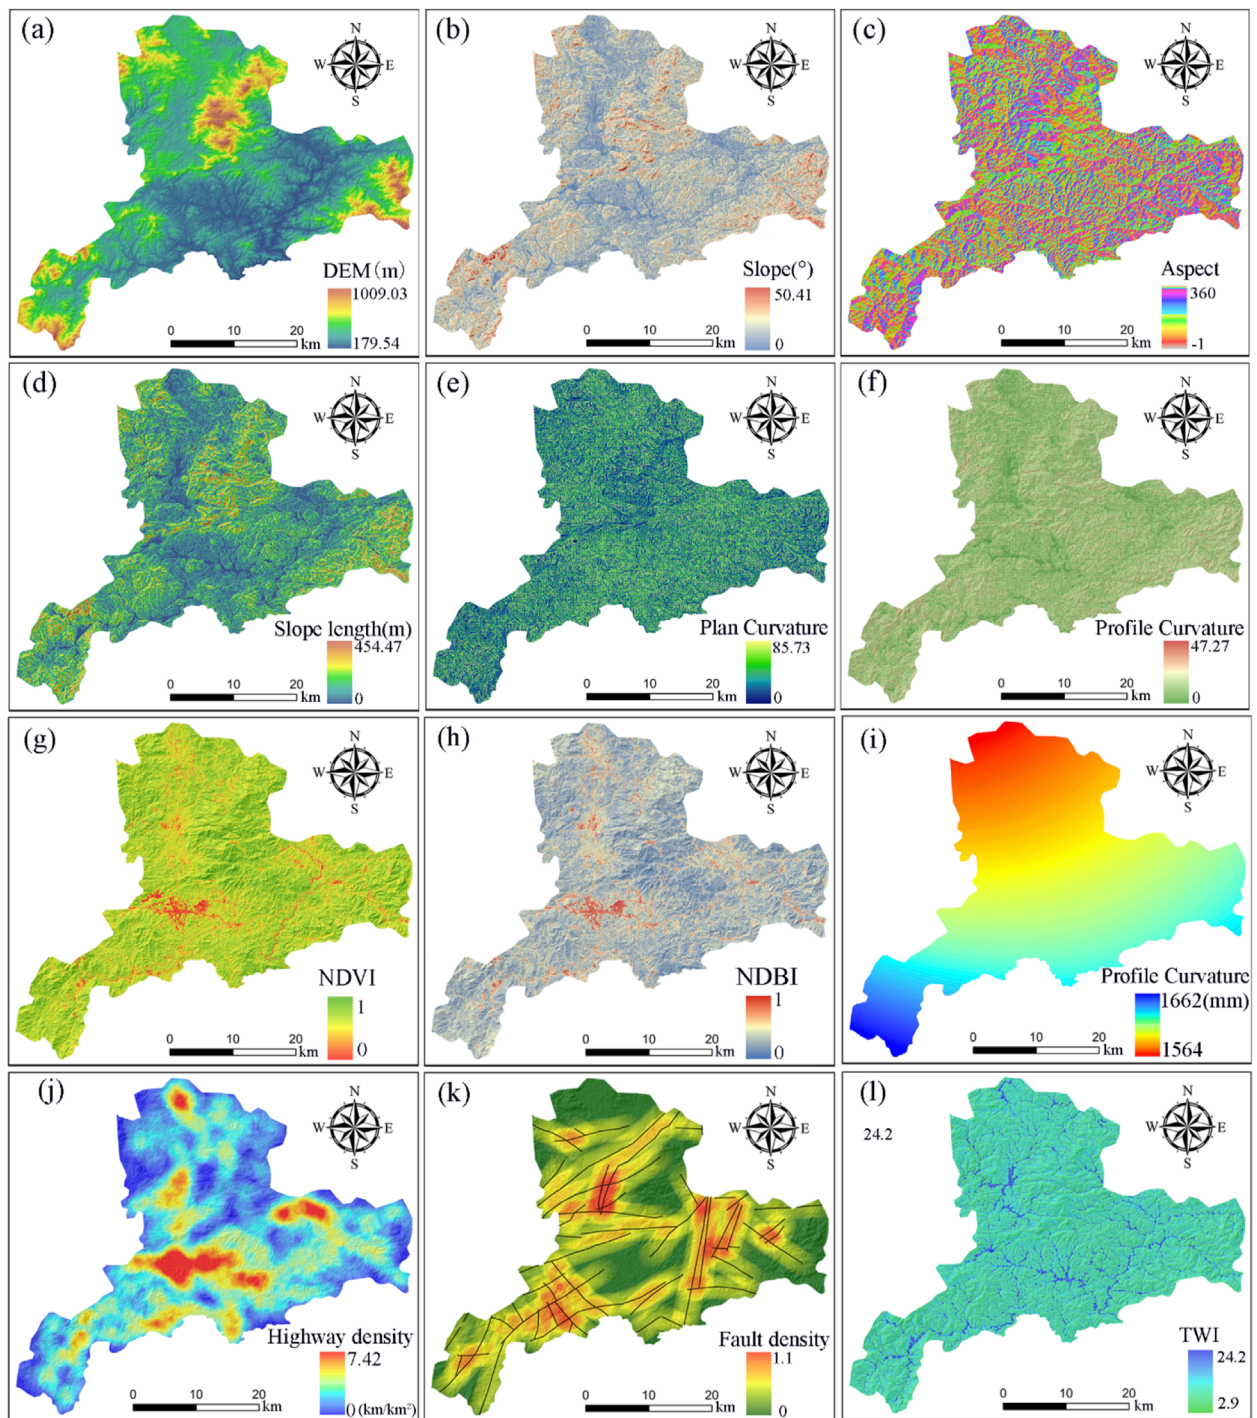 (a)
N
W E
S
DEM(m)
1009.03
179.54
0 10 20
km
(b)
N
W E
S
Slope(°)
50.41
0
0 10 20
km
(c)
N
W E
S
Aspect
360
-1
0 10 20
km
(d)
N
W E
S
Slope length(m)
454.47
0
0 10 20
km
(e)
N
W E
S
Plan Curvature
85.73
0
0 10 20
km
(f)
N
W E
S
Profile Curvature
47.27
0
0 10 20
km
(g)
N
W E
S
NDVI
1
0
0 10 20
km
(h)
N
W E
S
NDBI
1
0
0 10 20
km
(i)
N
W E
S
Profile Curvature
1662(mm)
1564
0 10 20
km
(j)
N
W E
S
Highway density
7.42
0 (km/km²)
0 10 20
km
(k)
N
W E
S
Fault density
1.1
0
0 10 20
km
(l)
N
W E
S
24.2
TWI
24.2
2.9
0 10 20
km